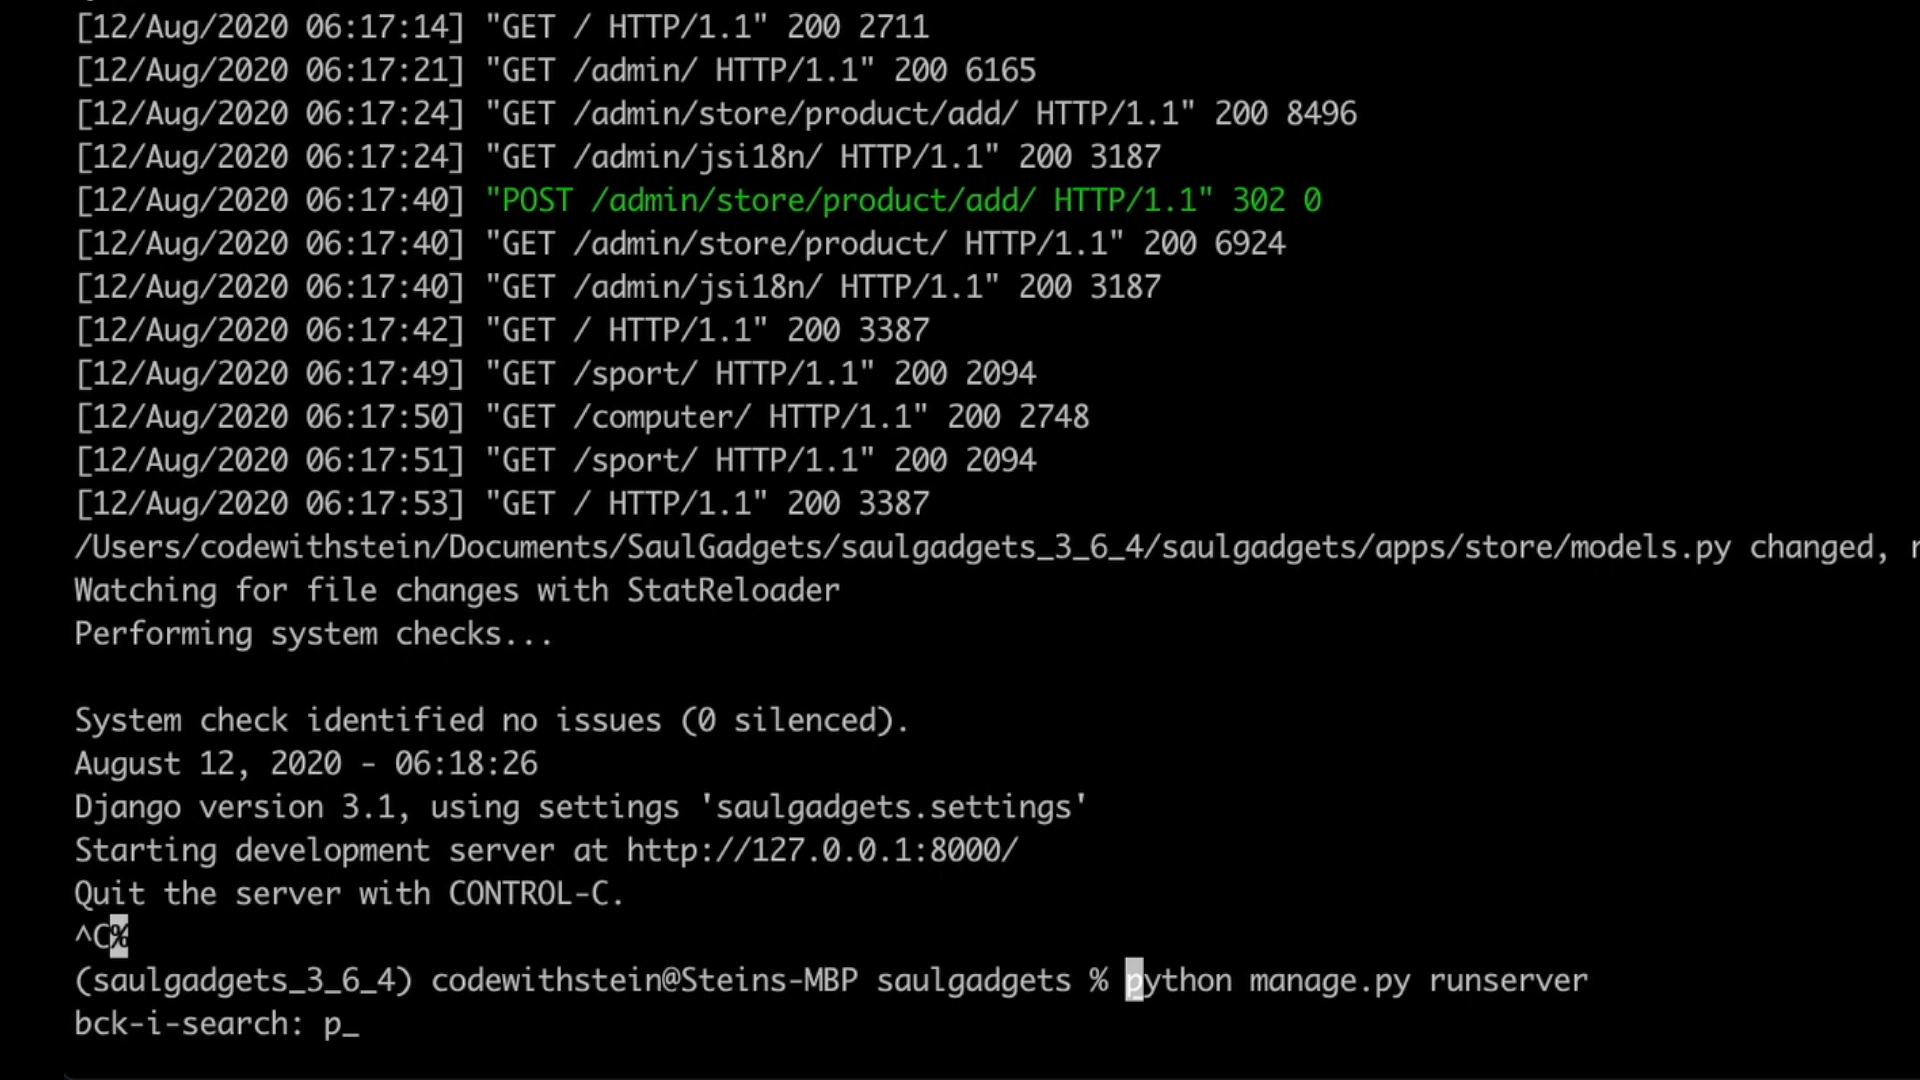 [12/Aug/2020 06:17:14] "GET / HTTP/1.1" 200 2711
[12/Aug/2020 06:17:21] "GET /admin/ HTTP/1.1" 200 6165
[12/Aug/2020 06:17:24] "GET /admin/store/product/add/ HTTP/1.1" 200 8496
[12/Aug/2020 06:17:24] "GET /admin/jsi18n/ HTTP/1.1" 200 3187
[12/Aug/2020 06:17:40] "POST /admin/store/product/add/ HTTP/1.1" 302 0
[12/Aug/2020 06:17:40] "GET /admin/store/product/ HTTP/1.1" 200 6924
[12/Aug/2020 06:17:40] "GET /admin/jsi18n/ HTTP/1.1" 200 3187
[12/Aug/2020 06:17:42] "GET / HTTP/1.1" 200 3387
[12/Aug/2020 06:17:49] "GET /sport/ HTTP/1.1" 200 2094
[12/Aug/2020 06:17:50] "GET /computer/ HTTP/1.1" 200 2748
[12/Aug/2020 06:17:51] "GET /sport/ HTTP/1.1" 200 2094
[12/Aug/2020 06:17:53] "GET / HTTP/1.1" 200 3387
/Users/codewithstein/Documents/SaulGadgets/saulgadgets_3_6_4/saulgadgets/apps/store/models.py changed,
Watching for file changes with StatReloader
Performing system checks...
System check identified no issues (0 silenced).
August 12, 2020 - 06:18:26
Django version 3.1, using settings 'saulgadgets.settings'
Starting development server at http://127.0.0.1:8000/
Quit the server with CONTROL-C.
^C%
(saulgadgets_3_6_4) codewithstein@Steins-MBP saulgadgets % python manage.py runserver
bck-i-search: p_